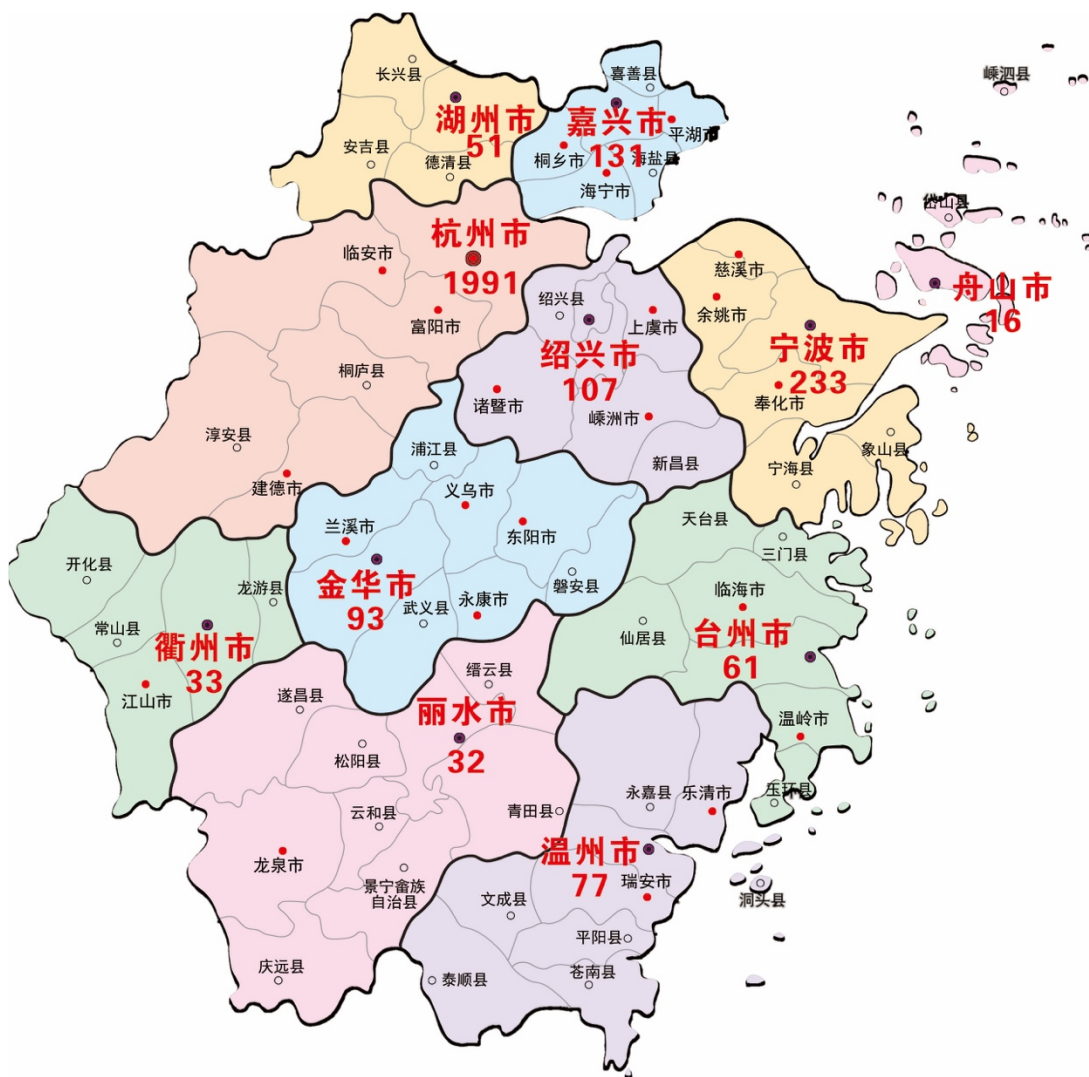 长兴县
湖州市
51
安吉县
德清县
喜善县
嘉兴市
131
平湖市
桐乡市
海盐县
海宁市
嵊泗县
岱山县
舟山市
16
杭州市
1991
临安市
富阳市
桐庐县
淳安县
建德市
绍兴县
上虞市
绍兴市
107
诸暨市
嵊洲市
新昌县
慈溪市
余姚市
宁波市
233
奉化市
宁海县
象山县
浦江县
义乌市
兰溪市
东阳市
金华市
93
武义县
永康市
磐安县
开化县
龙游县
常山县
衢州市
33
江山市
天台县
三门县
临海市
仙居县
台州市
61
温岭市
玉环县
缙云县
遂昌县
丽水市
32
松阳县
云和县
青田县
龙泉市
景宁畲族
自治县
庆远县
永嘉县
乐清市
温州市
77
瑞安市
洞头县
文成县
平阳县
泰顺县
苍南县